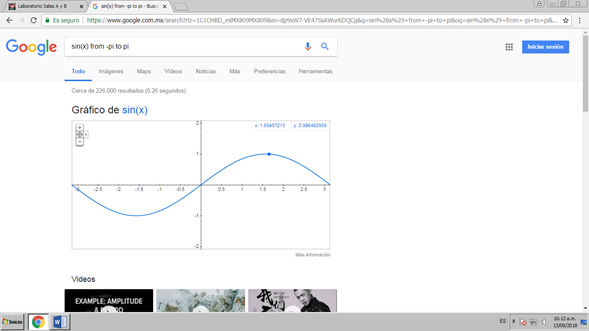 Laboratorio Salas A y B
sin(x) from -pi to pi - Busc
Es seguro
https://www.google.com.mx/search?rlz=1C1CHBD_esMX809MX809&ei=dp9xW7-VE47SsAWurKDQCg&q=sin%28x%29+from+-pi+to+pi&oq=sin%28x%29+from+-pi+to+pi&
Google
sin(x) from -pi to pi
Iniciar sesión
Todo Imágenes Maps Vídeos Noticias Más Preferencias Herramientas
Cerca de 226,000 resultados (0.26 segundos)
Gráfico de sin(x)
x: 1.65457213 y: 0.996492859
2
1
-2.5 -2 -1.5 -1 -0.5 0 0.5 1 1.5 2 2.5 3
-1
-2
Más información
Videos
EXAMPLE; AMPLITUDE
Inicio
ES
10:12 a.m.
13/08/2018